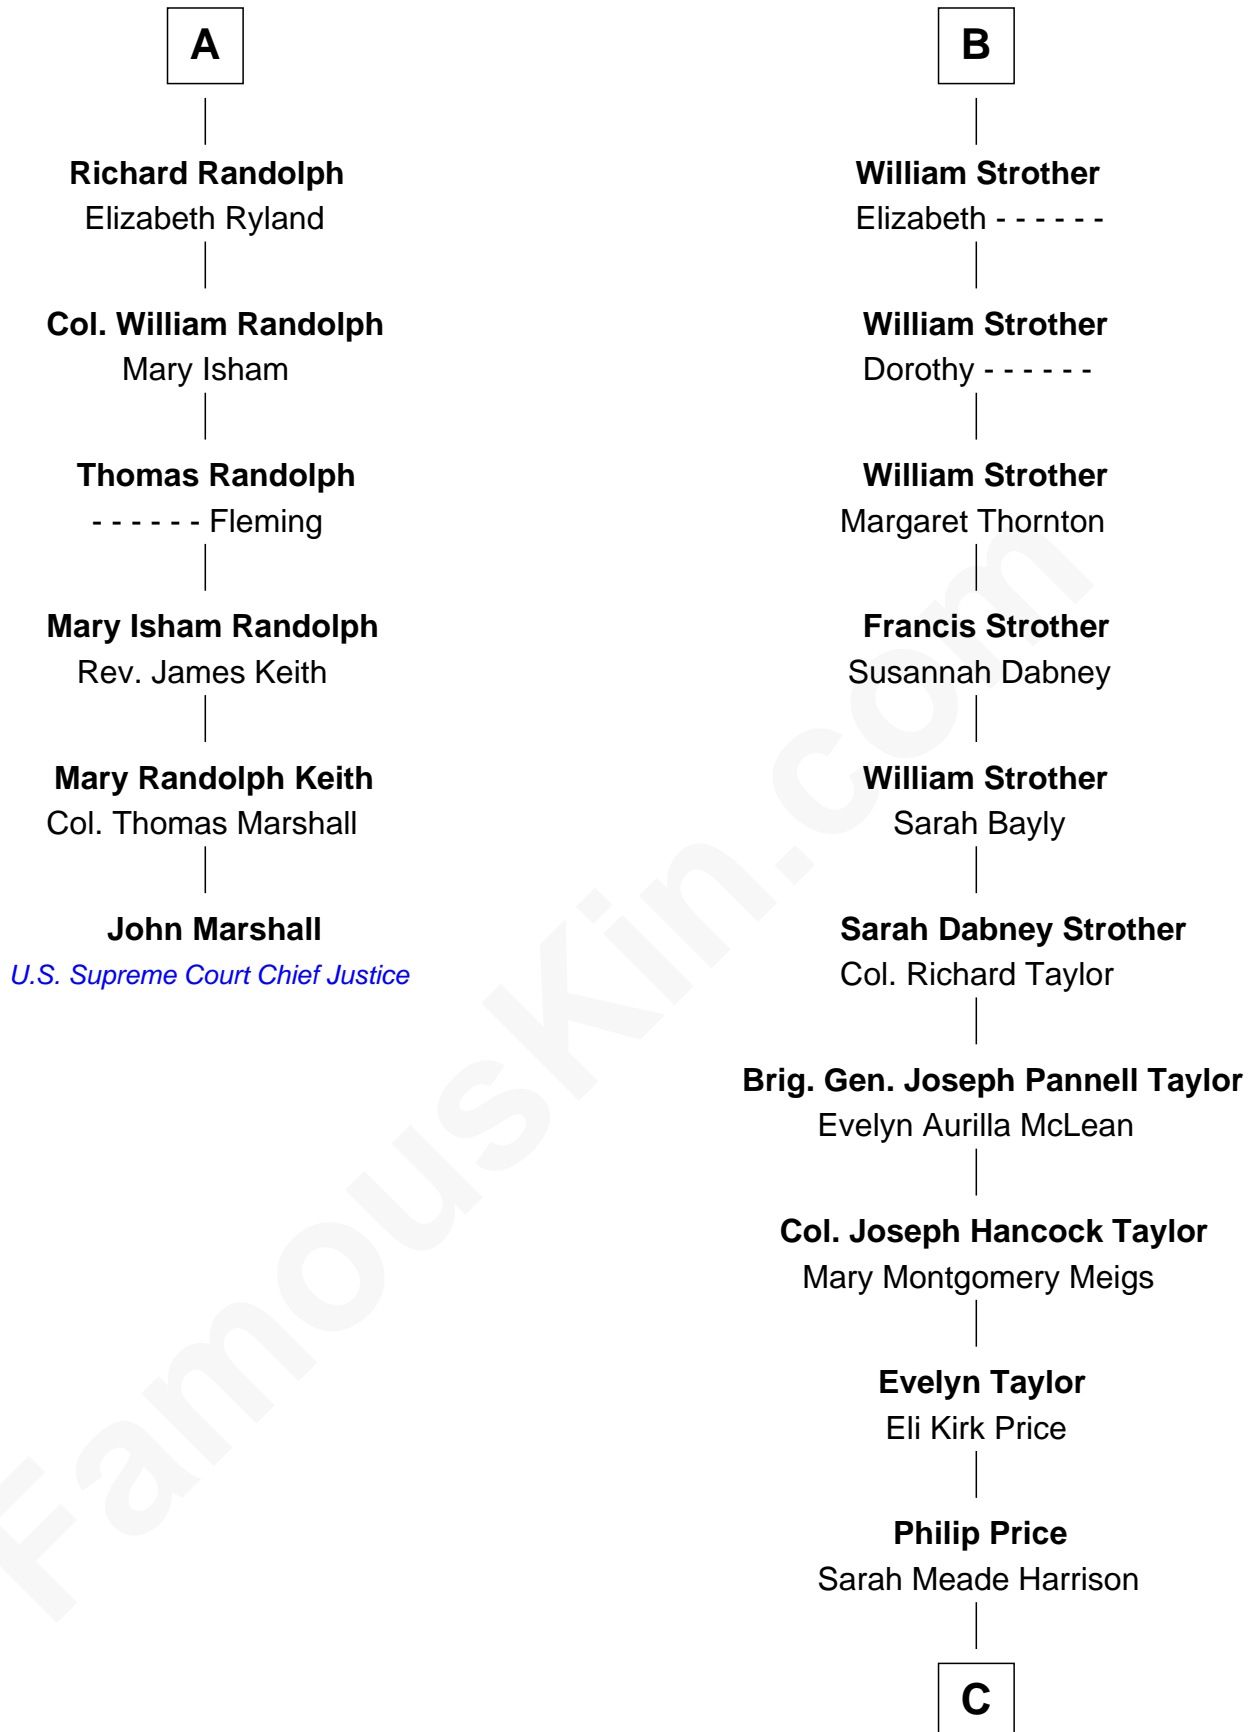 A
Richard Randolph
Elizabeth Ryland
Col. William Randolph
Mary Isham
Thomas Randolph
- - - - - - Fleming
Mary Isham Randolph
Rev. James Keith
Mary Randolph Keith
Col. Thomas Marshall
John Marshall
U.S. Supreme Court Chief Justice
B
William Strother
Elizabeth - - - - - -
William Strother
Dorothy - - - - - -
William Strother
Margaret Thornton
Francis Strother
Susannah Dabney
William Strother
Sarah Bayly
Sarah Dabney Strother
Col. Richard Taylor
Brig. Gen. Joseph Pannell Taylor
Evelyn Aurilla McLean
Col. Joseph Hancock Taylor
Mary Montgomery Meigs
Evelyn Taylor
Eli Kirk Price
Philip Price
Sarah Meade Harrison
C
FamousKin.com